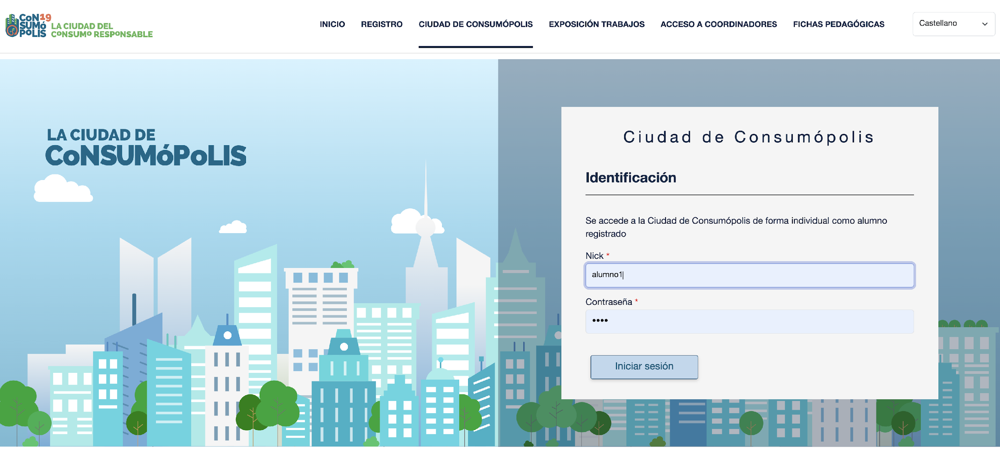 CoN19
SUMó
PoLIS
LA CIUDAD DEL
CoNSUMo RESPoNSABLE
INICIO
REGISTRO
CIUDAD DE CONSUMÓPOLIS
EXPOSICIÓN TRABAJOS
ACCESO A COORDINADORES
FICHAS PEDAGÓGICAS
Castellano
LA CIUDAD DE
CoNSUMóPoLIS
Ciudad de Consumópolis
Identificación
Se accede a la Ciudad de Consumópolis de forma individual como alumno
registrado
Nick *
alumno1
Contraseña *
••••
Iniciar sesión